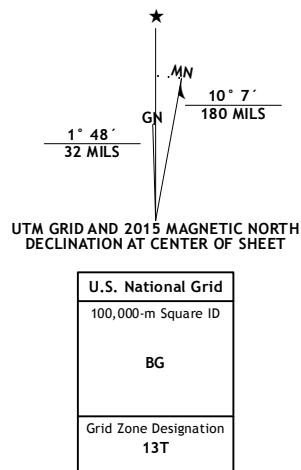 ★
MN
GN
10° 7´
180 MILS
1° 48´
32 MILS
UTM GRID AND 2015 MAGNETIC NORTH
DECLINATION AT CENTER OF SHEET
U.S. National Grid
100,000-m Square ID
BG
Grid Zone Designation
13T